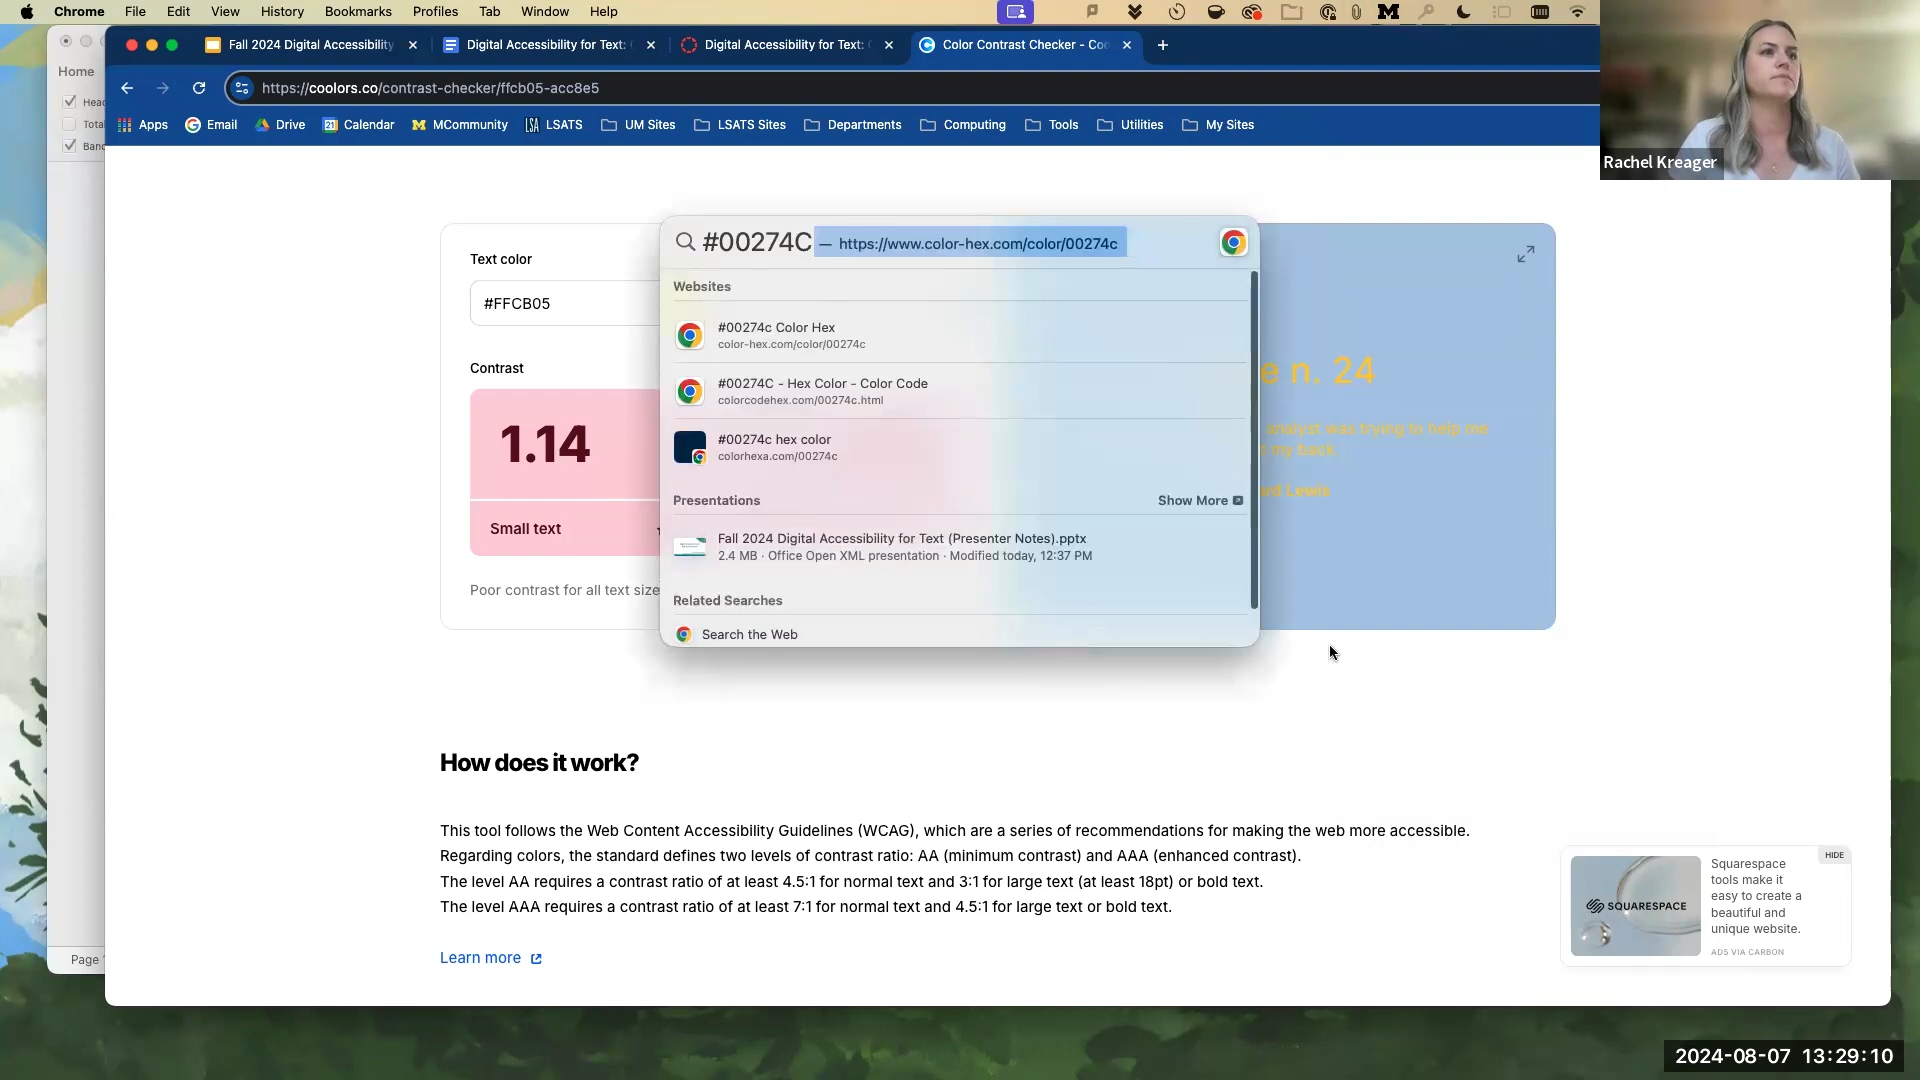 Chrome File Edit View History Bookmarks Profiles Tab Window Help
Fall 2024 Digital Accessibility
Digital Accessibility for Text:
Digital Accessibility for Text:
Color Contrast Checker - Coo
https://coolors.co/contrast-checker/ffcb05-acc8e5
Apps Email Drive Calendar MCommunity LSATS UM Sites LSATS Sites Departments Computing Tools Utilities My Sites
Rachel Kreager
Home
Total
Page
Text color
#FFCB05
Contrast
1.14
Small text
Poor contrast for all text size
#00274C — https://www.color-hex.com/color/00274c
Websites
#00274c Color Hex
color-hex.com/color/00274c
#00274C - Hex Color - Color Code
colorcodehex.com/00274c.html
#00274c hex color
colorhexa.com/00274c
Presentations Show More
Fall 2024 Digital Accessibility for Text (Presenter Notes).pptx
2.4 MB · Office Open XML presentation · Modified today, 12:37 PM
Related Searches
Search the Web
e n. 24
analyst was trying to help me
my back.
Lewis
How does it work?
This tool follows the Web Content Accessibility Guidelines (WCAG), which are a series of recommendations for making the web more accessible.
Regarding colors, the standard defines two levels of contrast ratio: AA (minimum contrast) and AAA (enhanced contrast).
The level AA requires a contrast ratio of at least 4.5:1 for normal text and 3:1 for large text (at least 18pt) or bold text.
The level AAA requires a contrast ratio of at least 7:1 for normal text and 4.5:1 for large text or bold text.
Learn more
HIDE
SQUARESPACE
Squarespace
tools make it
easy to create a
beautiful and
unique website.
ADS VIA CARBON
2024-08-07 13:29:10